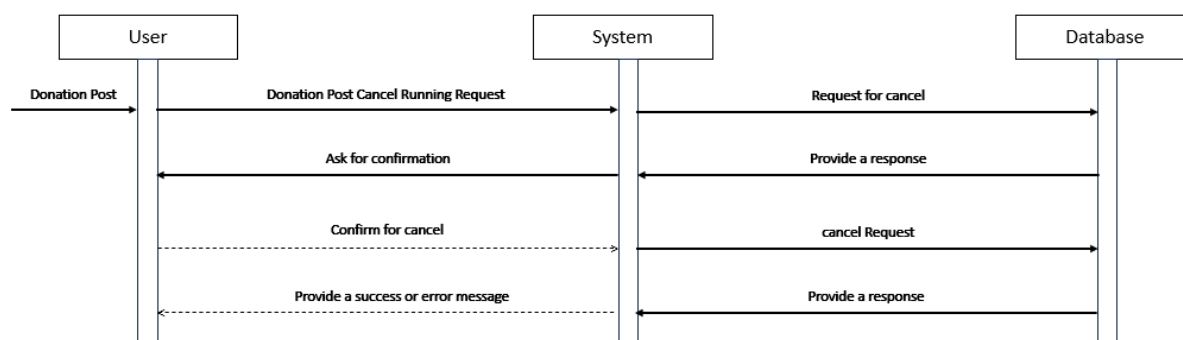 User
System
Database
Donation Post
Donation Post Cancel Running Request
Request for cancel
Ask for confirmation
Provide a response
Confirm for cancel
cancel Request
Provide a success or error message
Provide a response